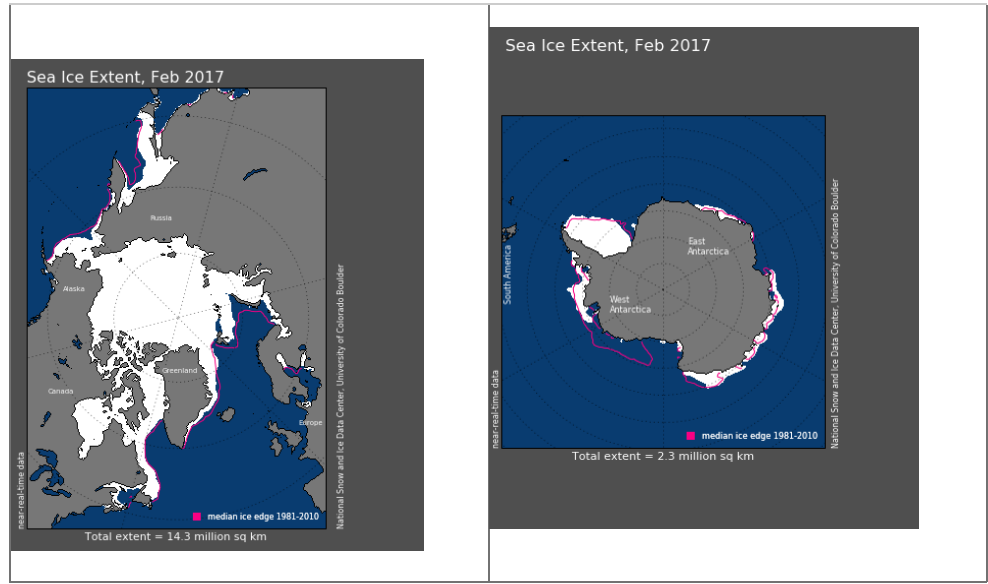 Sea Ice Extent, Feb 2017
Russia
Alaska
Greenland
Canada
Europe
near-real-time data
National Snow and Ice Data Center, University of Colorado Boulder
median ice edge 1981-2010
Total extent = 14.3 million sq km
Sea Ice Extent, Feb 2017
South America
East
Antarctica
West
Antarctica
near-real-time data
National Snow and Ice Data Center, University of Colorado Boulder
median ice edge 1981-2010
Total extent = 2.3 million sq km